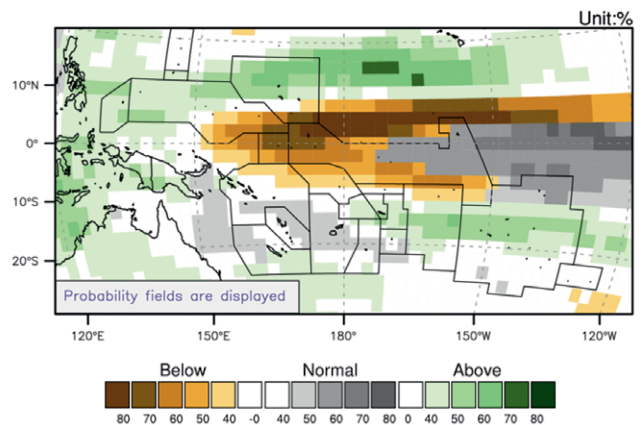 Unit:%
10°N
0°
10°S
20°S
Probability fields are displayed
120°E 150°E 180° 150°W 120°W
Below Normal Above
80 70 60 50 40 -0 40 50 60 70 80 0 40 50 60 70 80